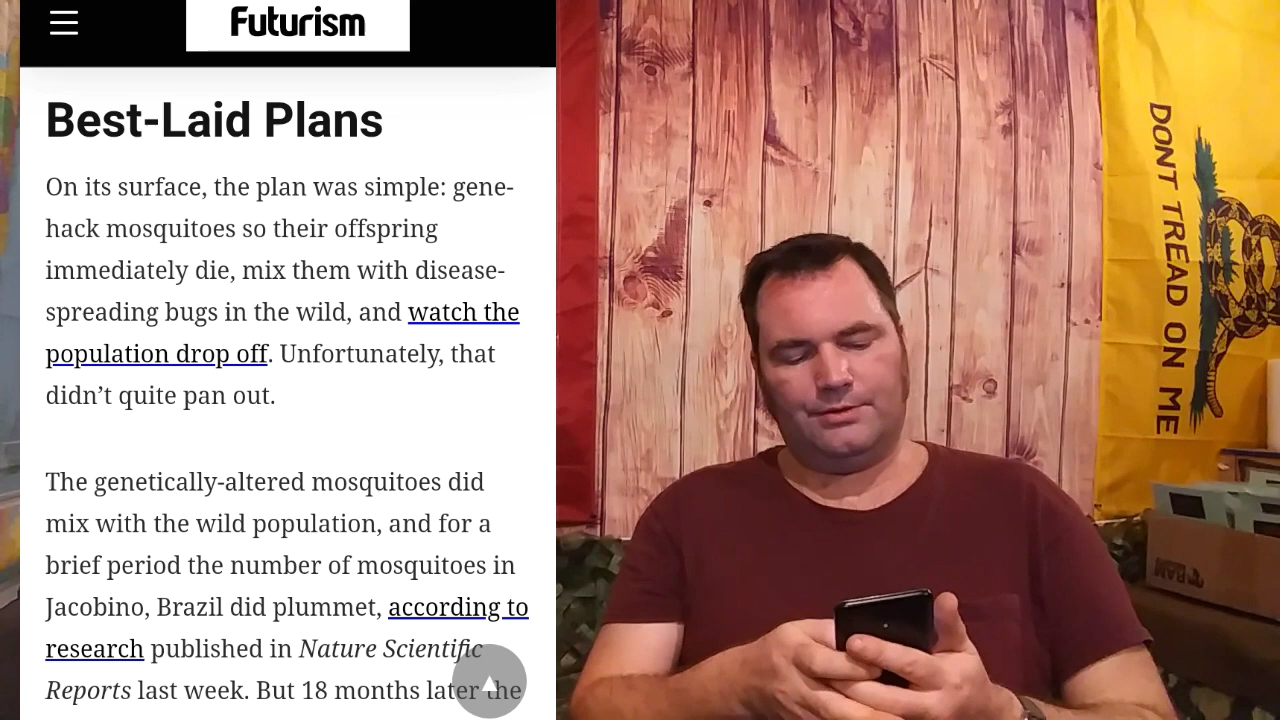 Futurism
Best-Laid Plans
On its surface, the plan was simple: gene-
hack mosquitoes so their offspring
immediately die, mix them with disease-
spreading bugs in the wild, and watch the
population drop off. Unfortunately, that
didn’t quite pan out.
The genetically-altered mosquitoes did
mix with the wild population, and for a
brief period the number of mosquitoes in
Jacobino, Brazil did plummet, according to
research published in Nature Scientific
Reports last week. But 18 months later the
DONT TREAD ON ME